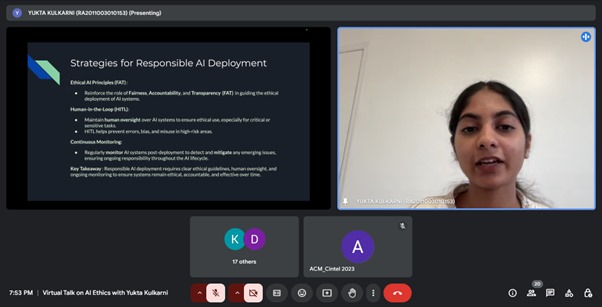 Y YUKTA KULKARNI (RA2011003010153) (Presenting)
Strategies for Responsible AI Deployment
Ethical AI Principles (FAT):
● Reinforce the role of Fairness, Accountability, and Transparency (FAT) in guiding the ethical
deployment of AI systems.
Human-in-the-Loop (HITL):
● Maintain human oversight over AI systems to ensure ethical use, especially for critical or
sensitive tasks.
● HITL helps prevent errors, bias, and misuse in high-risk areas.
Continuous Monitoring:
● Regularly monitor AI systems post-deployment to detect and mitigate any emerging issues,
ensuring ongoing responsibility throughout the AI lifecycle.
Key Takeaway: Responsible AI deployment requires clear ethical guidelines, human oversight, and
ongoing monitoring to ensure systems remain ethical, accountable, and effective over time.
YUKTA KULKARNI (RA2011003010153)
K D
17 others
A
ACM_Cintel 2023
7:53 PM | Virtual Talk on AI Ethics with Yukta Kulkarni
20